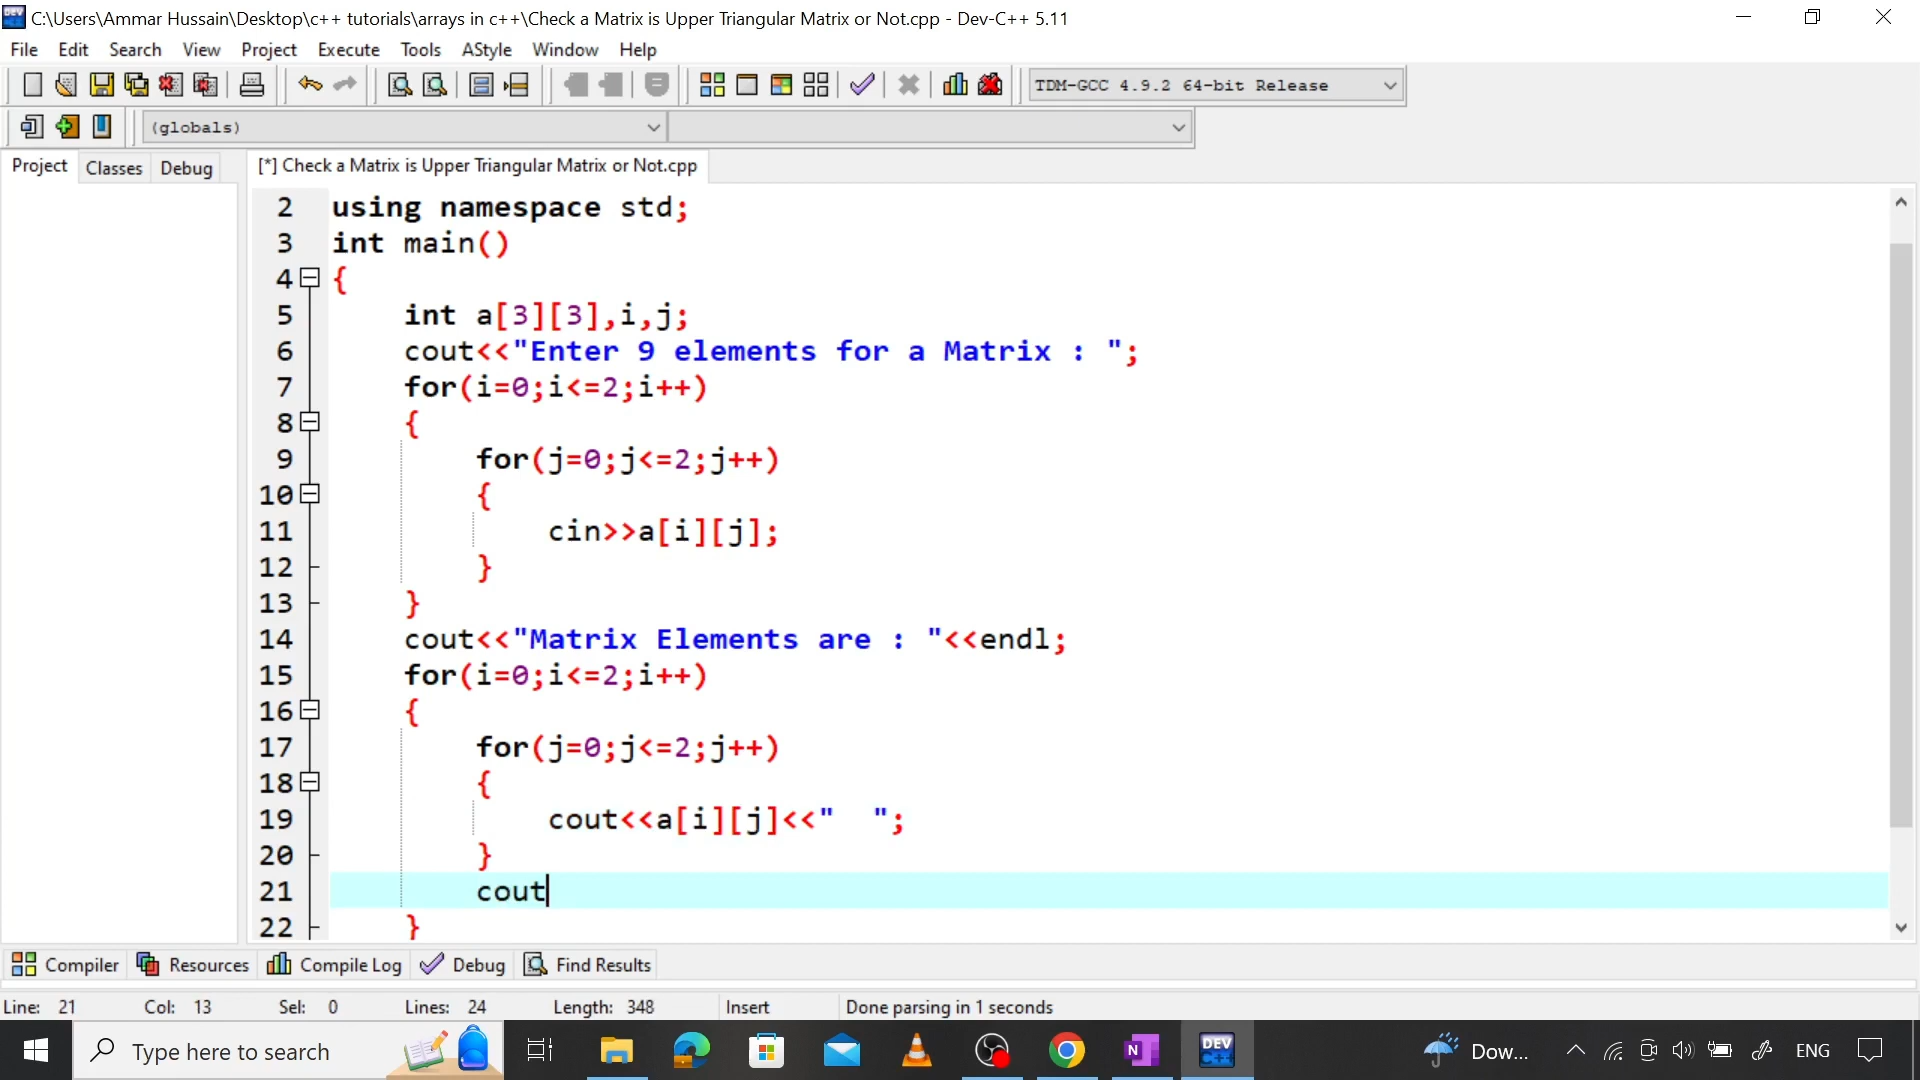 C:\Users\Ammar Hussain\Desktop\c++ tutorials\arrays in c++\Check a Matrix is Upper Triangular Matrix or Not.cpp - Dev-C++ 5.11
File Edit Search View Project Execute Tools AStyle Window Help
TDM-GCC 4.9.2 64-bit Release
(globals)
Project Classes Debug [*] Check a Matrix is Upper Triangular Matrix or Not.cpp
2 using namespace std;
3 int main()
4 {
5 int a[3][3],i,j;
6 cout<<"Enter 9 elements for a Matrix : ";
7 for(i=0;i<=2;i++)
8 {
9 for(j=0;j<=2;j++)
10 {
11 cin>>a[i][j];
12 }
13 }
14 cout<<"Matrix Elements are : "<<endl;
15 for(i=0;i<=2;i++)
16 {
17 for(j=0;j<=2;j++)
18 {
19 cout<<a[i][j]<<"  ";
20 }
21 cout
22 }
Compiler Resources Compile Log Debug Find Results
Line: 21 Col: 13 Sel: 0 Lines: 24 Length: 348 Insert Done parsing in 1 seconds
Type here to search N DEV C++ Dow... ENG